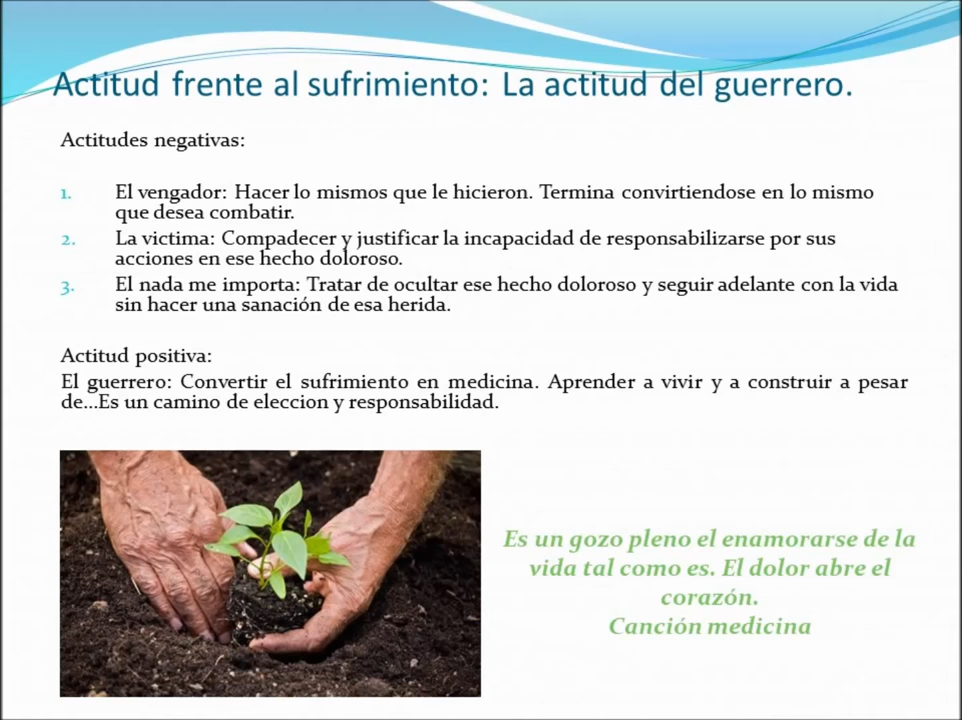 Actitud frente al sufrimiento: La actitud del guerrero.
Actitudes negativas:
1. El vengador: Hacer lo mismos que le hicieron. Termina convirtiendose en lo mismo
que desea combatir.
2. La victima: Compadecer y justificar la incapacidad de responsabilizarse por sus
acciones en ese hecho doloroso.
3. El nada me importa: Tratar de ocultar ese hecho doloroso y seguir adelante con la vida
sin hacer una sanación de esa herida.
Actitud positiva:
El guerrero: Convertir el sufrimiento en medicina. Aprender a vivir y a construir a pesar
de...Es un camino de eleccion y responsabilidad.
Es un gozo pleno el enamorarse de la
vida tal como es. El dolor abre el
corazón.
Canción medicina